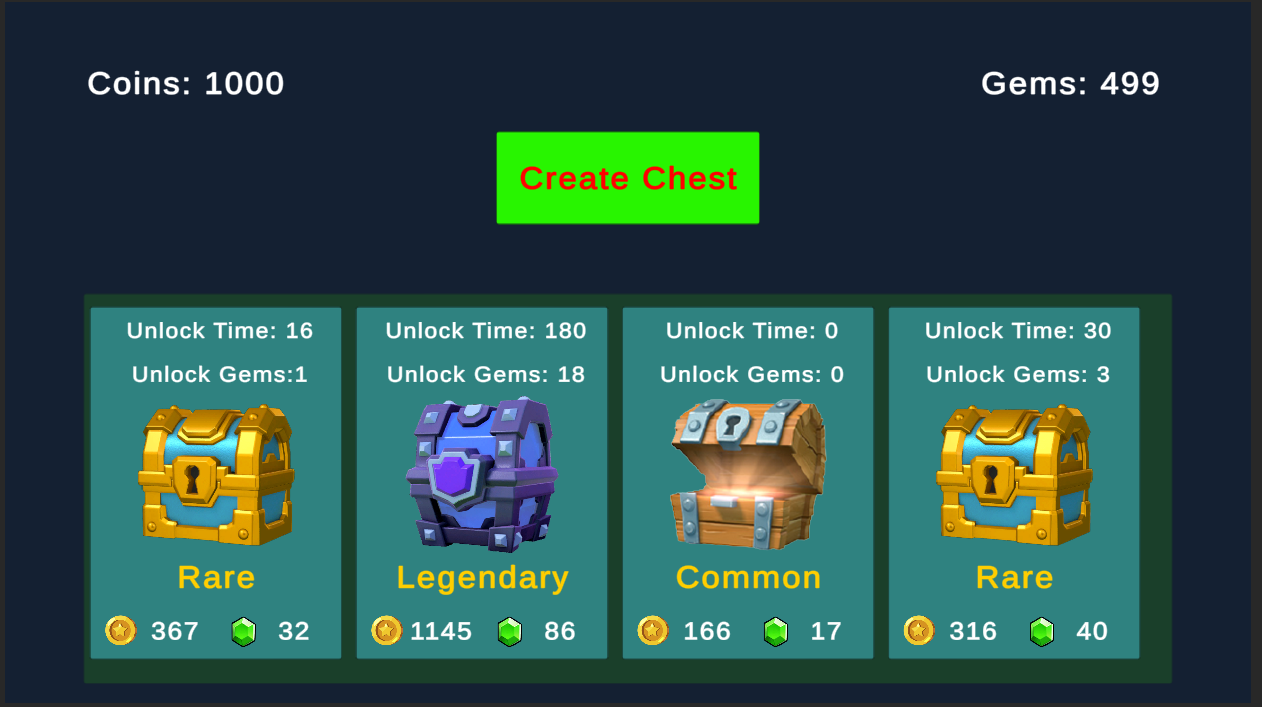 Coins: 1000
Gems: 499
Create Chest
Unlock Time: 16
Unlock Gems:1
Rare
367
32
Unlock Time: 180
Unlock Gems: 18
Legendary
1145
86
Unlock Time: 0
Unlock Gems: 0
Common
166
17
Unlock Time: 30
Unlock Gems: 3
Rare
316
40